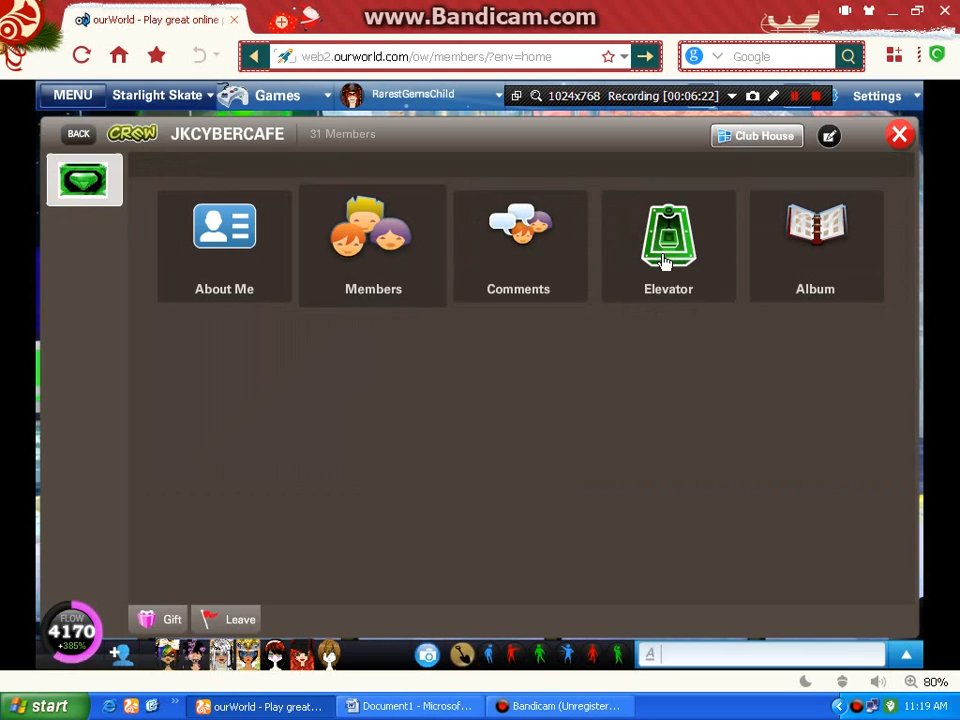 ourWorld - Play great online
www.Bandicam.com
web2.ourworld.com/ow/members/?env=home
g Google
MENU Starlight Skate Games RarestGemsChild 1024x768 Recording [00:06:22] Settings
BACK CREW JKCYBERCAFE 31 Members Club House
About Me Members Comments Elevator Album
FLOW
4170
+385%
Gift Leave
A
80%
start ourWorld - Play great... Document1 - Microsof... Bandicam (Unregister... 11:19 AM